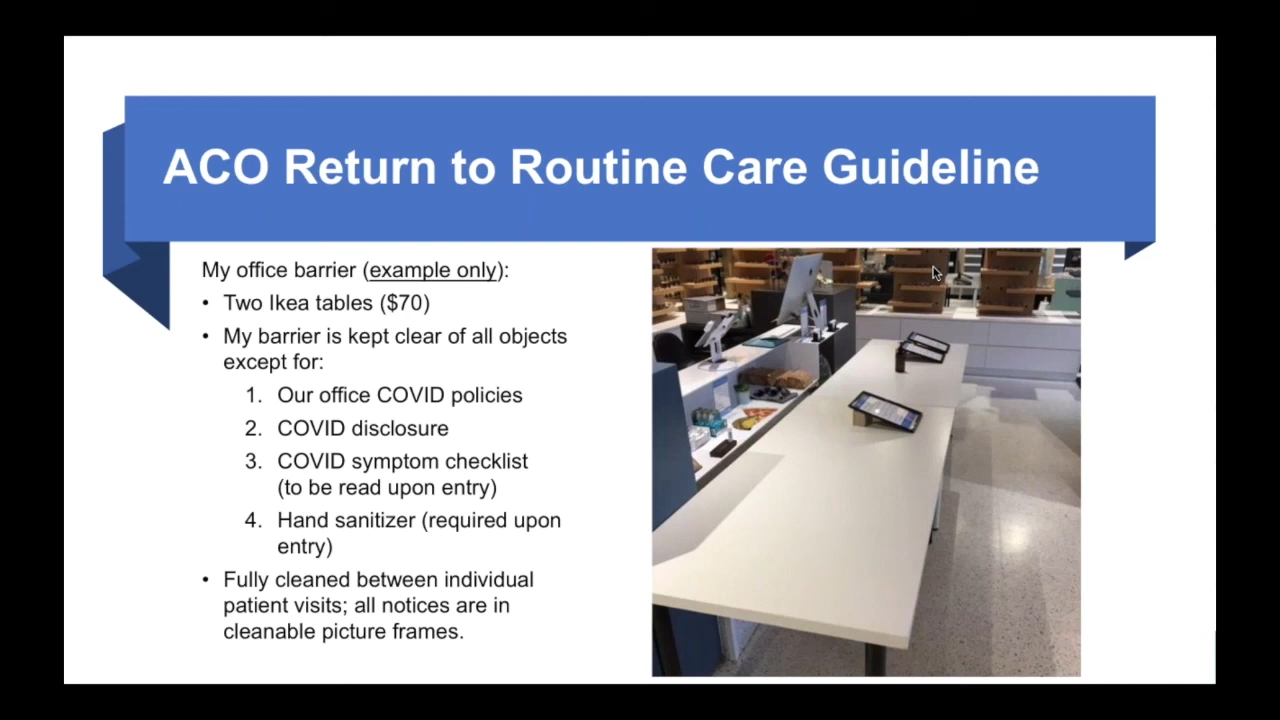 ACO Return to Routine Care Guideline
My office barrier (example only):
• Two Ikea tables ($70)
• My barrier is kept clear of all objects
except for:
1. Our office COVID policies
2. COVID disclosure
3. COVID symptom checklist
(to be read upon entry)
4. Hand sanitizer (required upon
entry)
• Fully cleaned between individual
patient visits; all notices are in
cleanable picture frames.